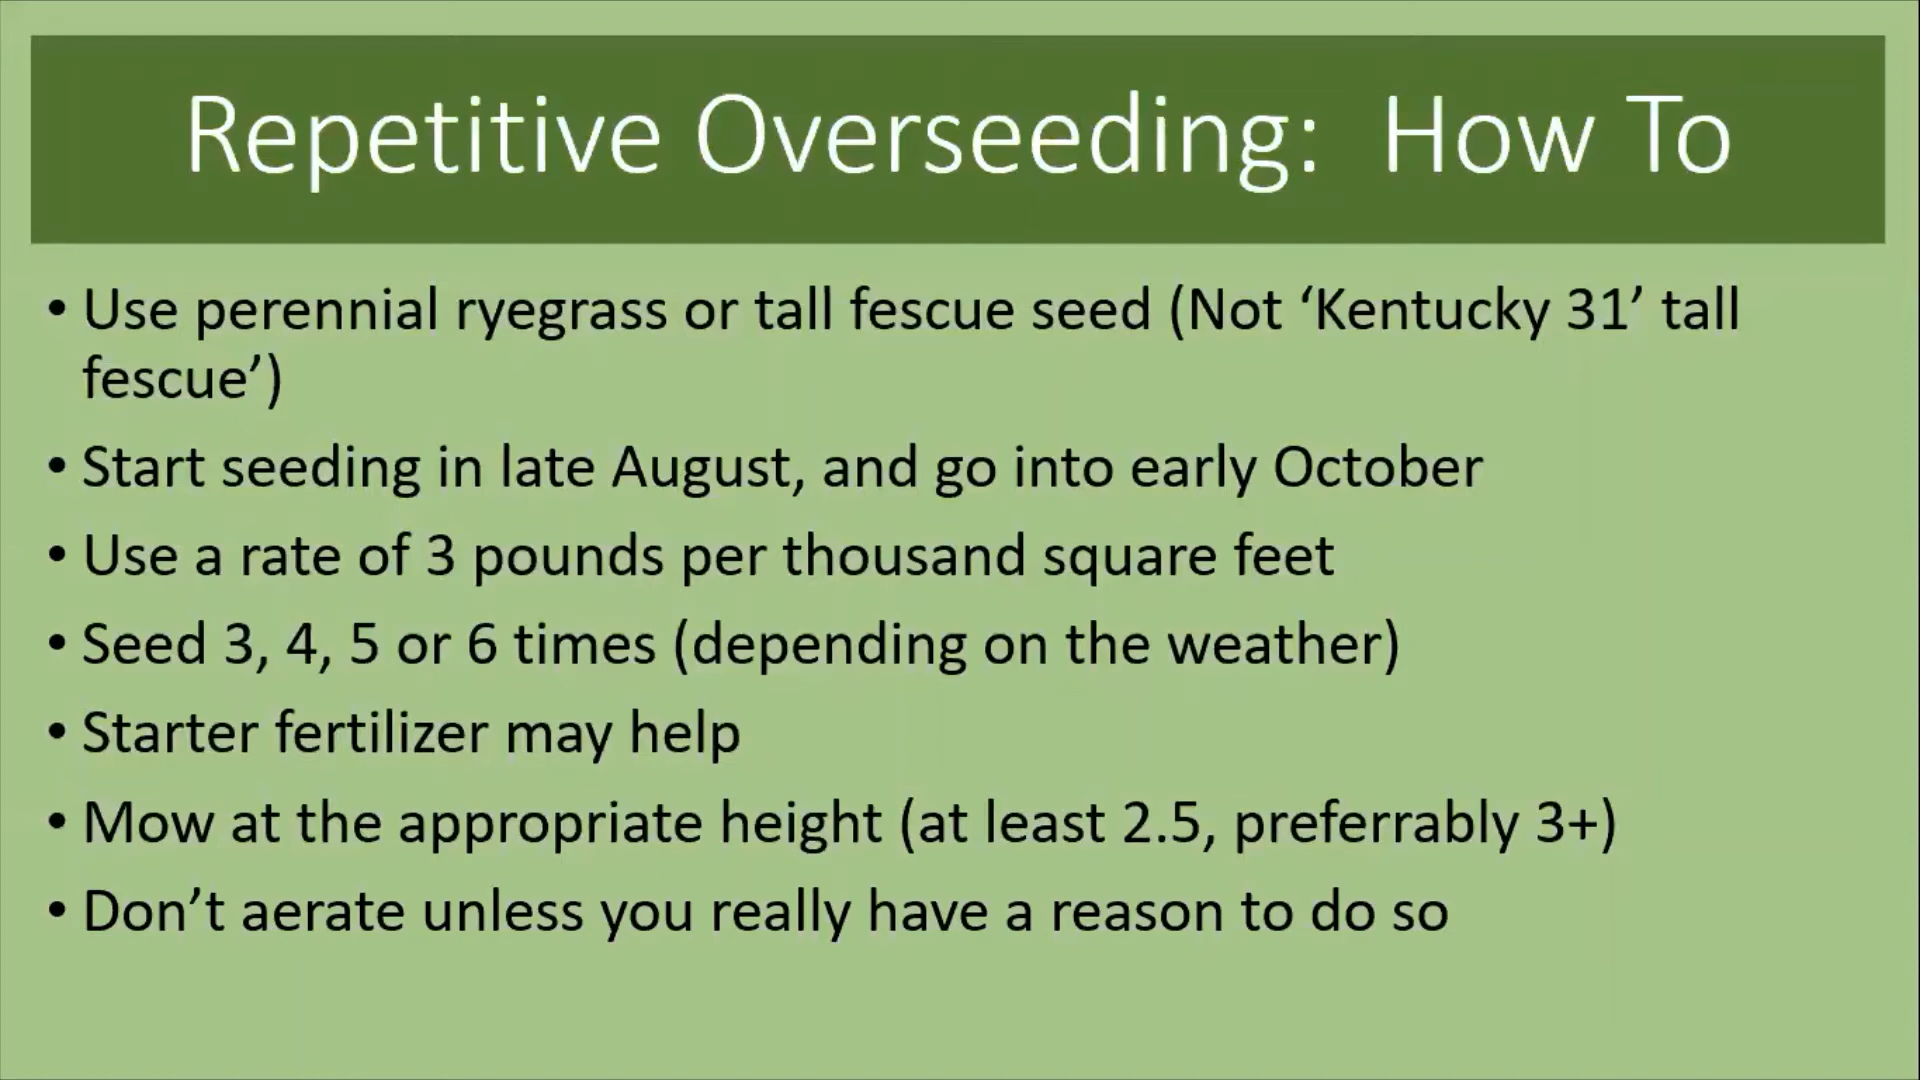 Repetitive Overseeding: How To
• Use perennial ryegrass or tall fescue seed (Not ‘Kentucky 31’ tall
fescue’)
• Start seeding in late August, and go into early October
• Use a rate of 3 pounds per thousand square feet
• Seed 3, 4, 5 or 6 times (depending on the weather)
• Starter fertilizer may help
• Mow at the appropriate height (at least 2.5, preferrably 3+)
• Don’t aerate unless you really have a reason to do so